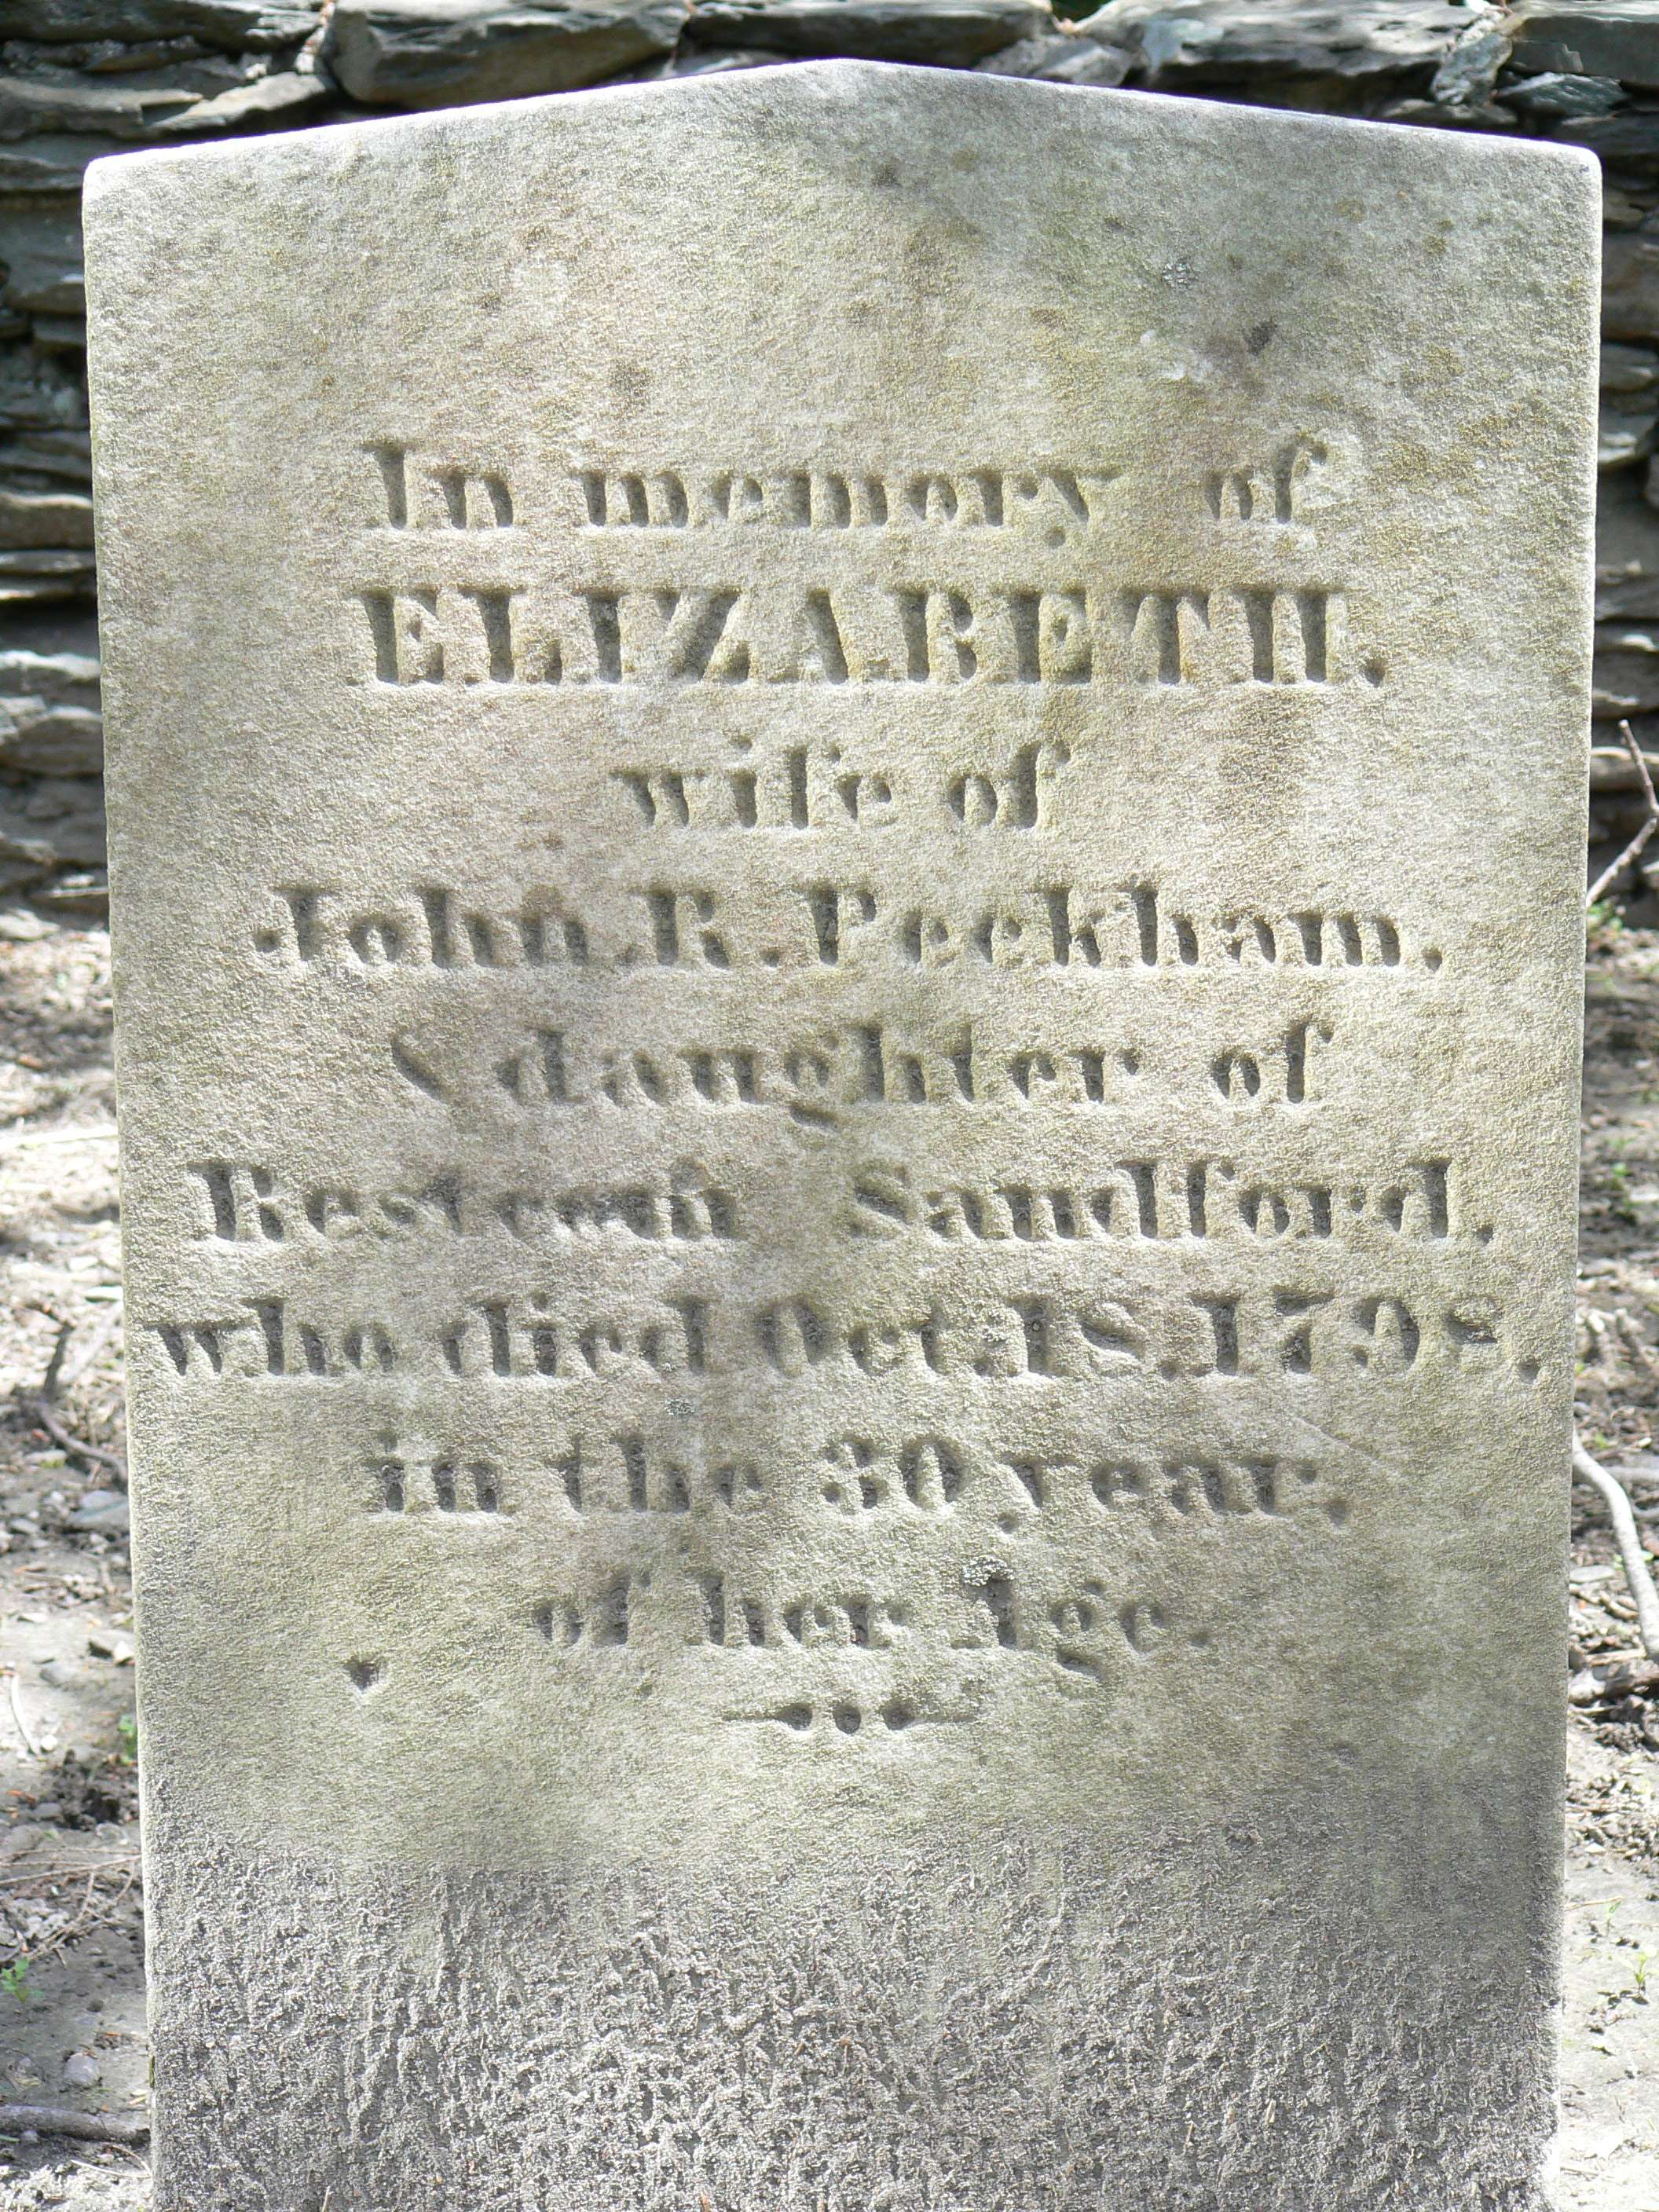 In memory of
ELIZABETH.
wife of
John. R. Peckham,
& daughter of
Restcom Sandford,
who died Oct. 18. 1798.
in the 30 year.
of her Age.